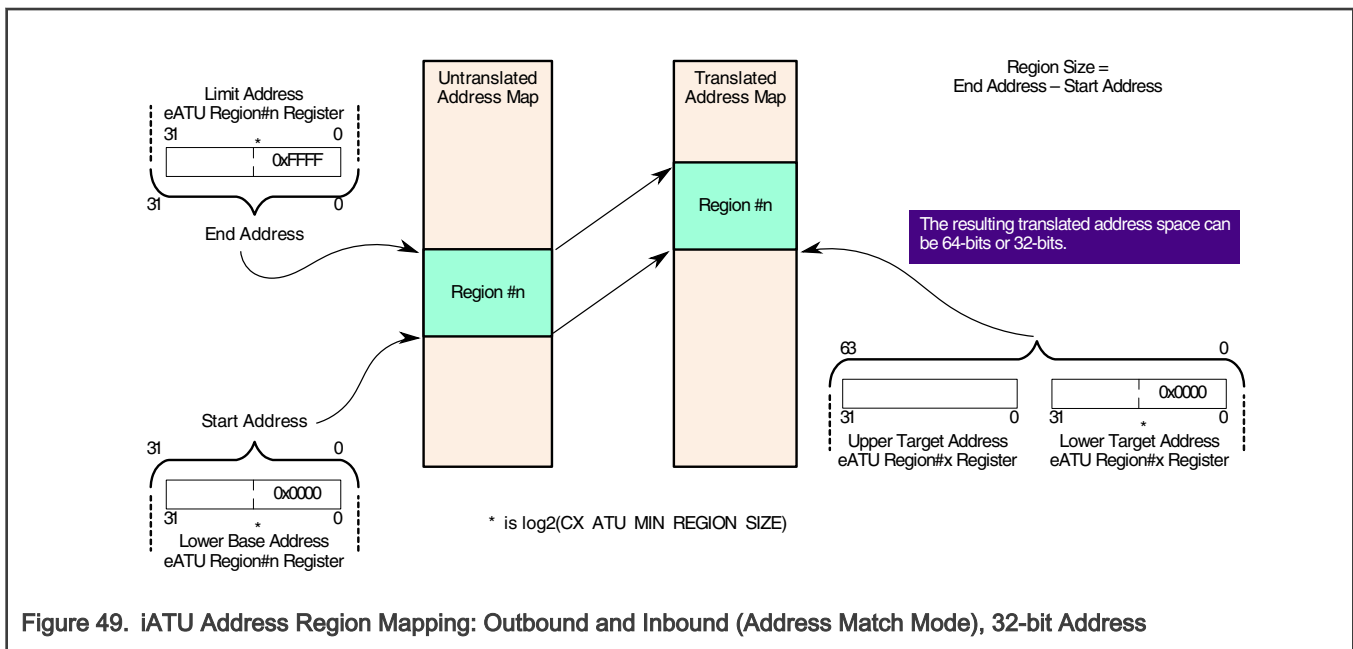 Limit Address
eATU Region#n Register
31 * 0
0xFFFF
31 0
End Address
Start Address
31 0
0x0000
31 * 0
Lower Base Address
eATU Region#n Register
Untranslated
Address Map
Region #n
Translated
Address Map
Region #n
Region Size =
End Address – Start Address
The resulting translated address space can
be 64-bits or 32-bits.
63 0
0x0000
31 0
31 * 0
Upper Target Address
eATU Region#x Register
Lower Target Address
eATU Region#x Register
* is log2(CX ATU MIN REGION SIZE)
Figure 49. iATU Address Region Mapping: Outbound and Inbound (Address Match Mode), 32-bit Address